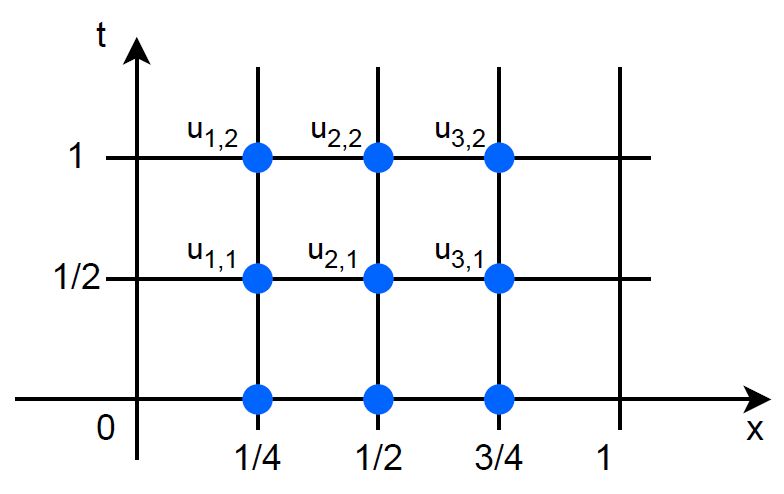 t
u1,2 u2,2 u3,2
1
u1,1 u2,1 u3,1
1/2
0
x
1/4 1/2 3/4 1